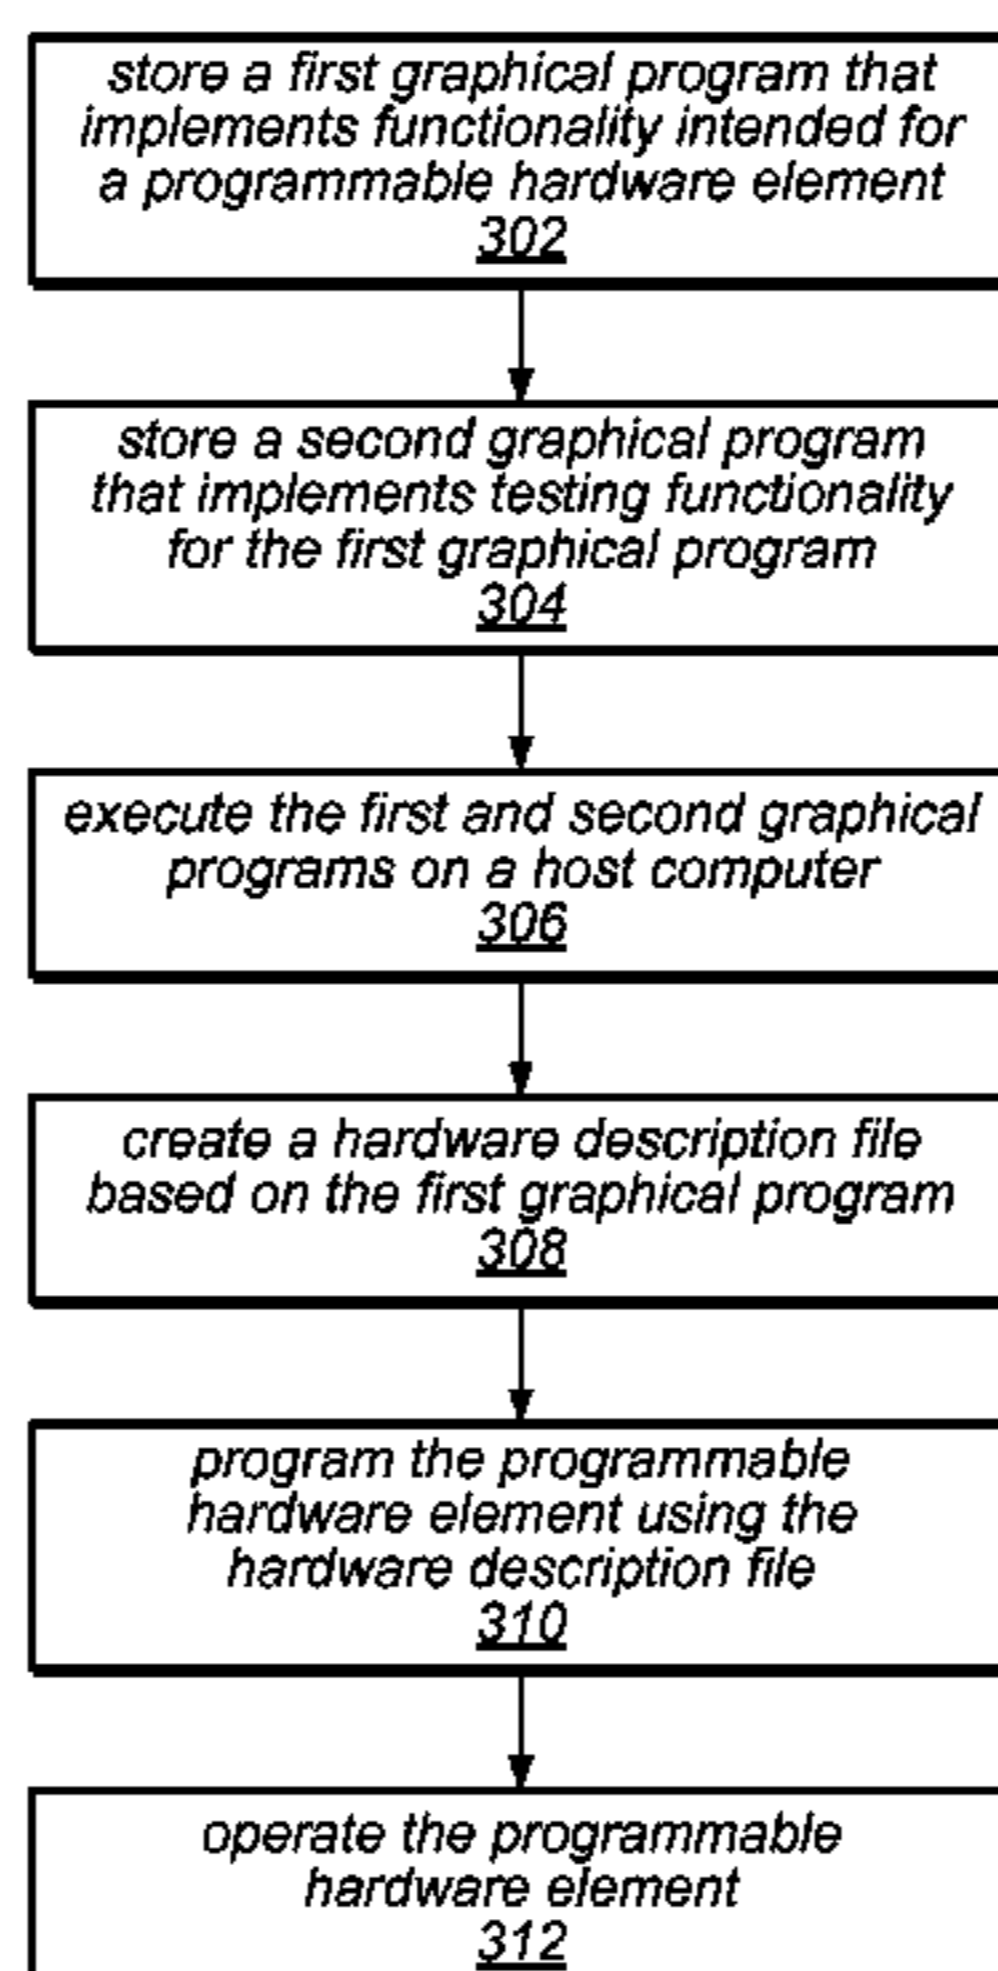 store a first graphical program that
implements functionality intended for
a programmable hardware element
302
store a second graphical program
that implements testing functionality
for the first graphical program
304
execute the first and second graphical
programs on a host computer
306
create a hardware description file
based on the first graphical program
308
program the programmable
hardware element using the
hardware description file
310
operate the programmable
hardware element
312